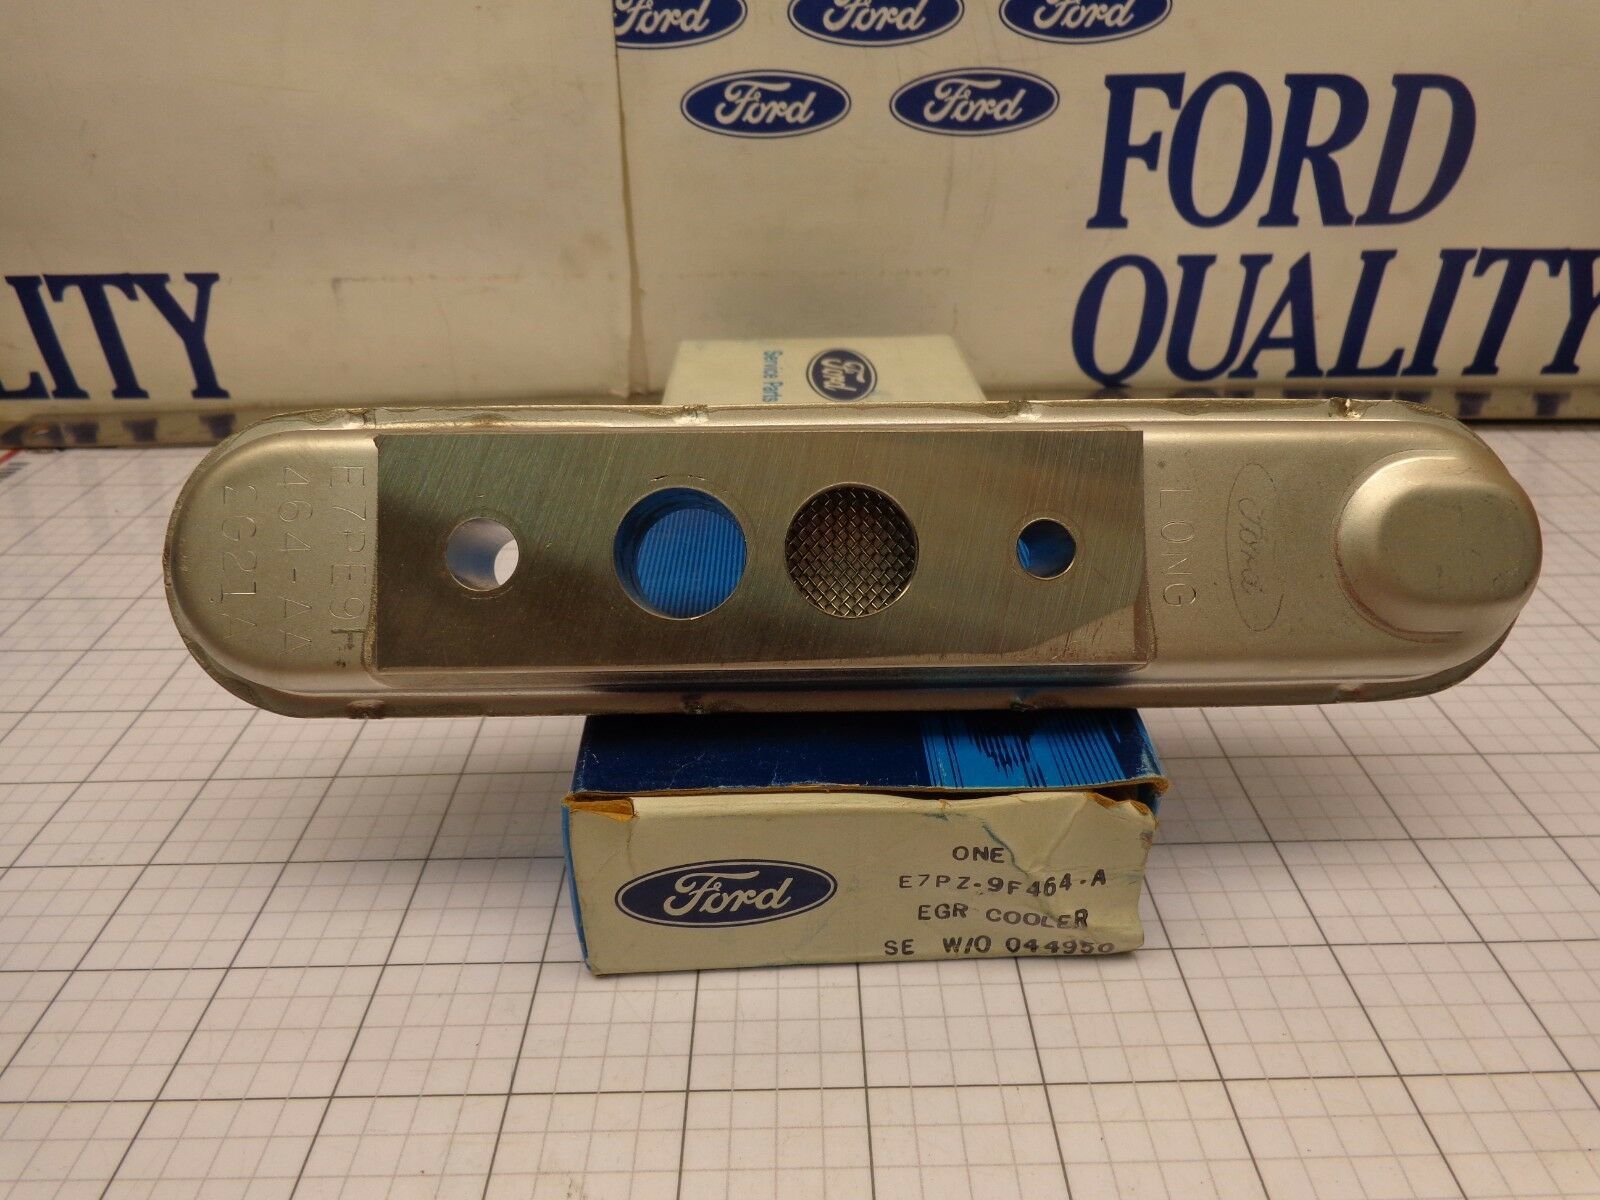 Ford Ford Ford
Ford Ford
FORD
QUALITY
LITY
Ford
Service Parts
E7PE9F
464-AA
2G21A
LONG
Ford
Ford
ONE
E7PZ-9F464-A
EGR COOLER
SE W/O 044950